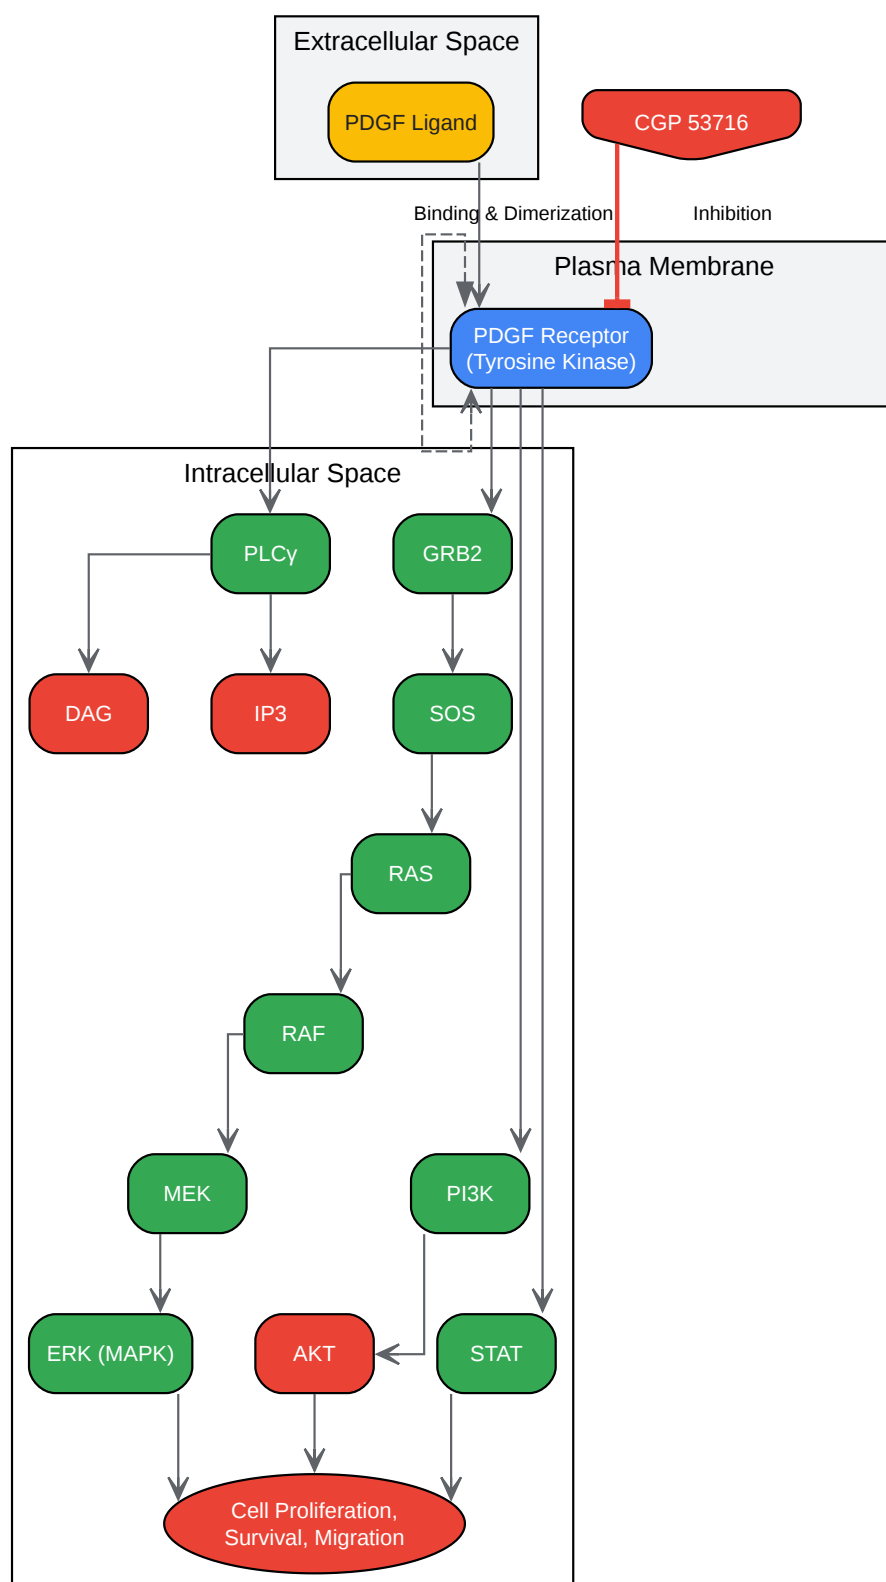 Extracellular Space
PDGF Ligand
CGP 53716
Binding & Dimerization
Inhibition
Plasma Membrane
PDGF Receptor
(Tyrosine Kinase)
Intracellular Space
PLCγ
GRB2
DAG
IP3
SOS
RAS
RAF
MEK
PI3K
ERK (MAPK)
AKT
STAT
Cell Proliferation,
Survival, Migration